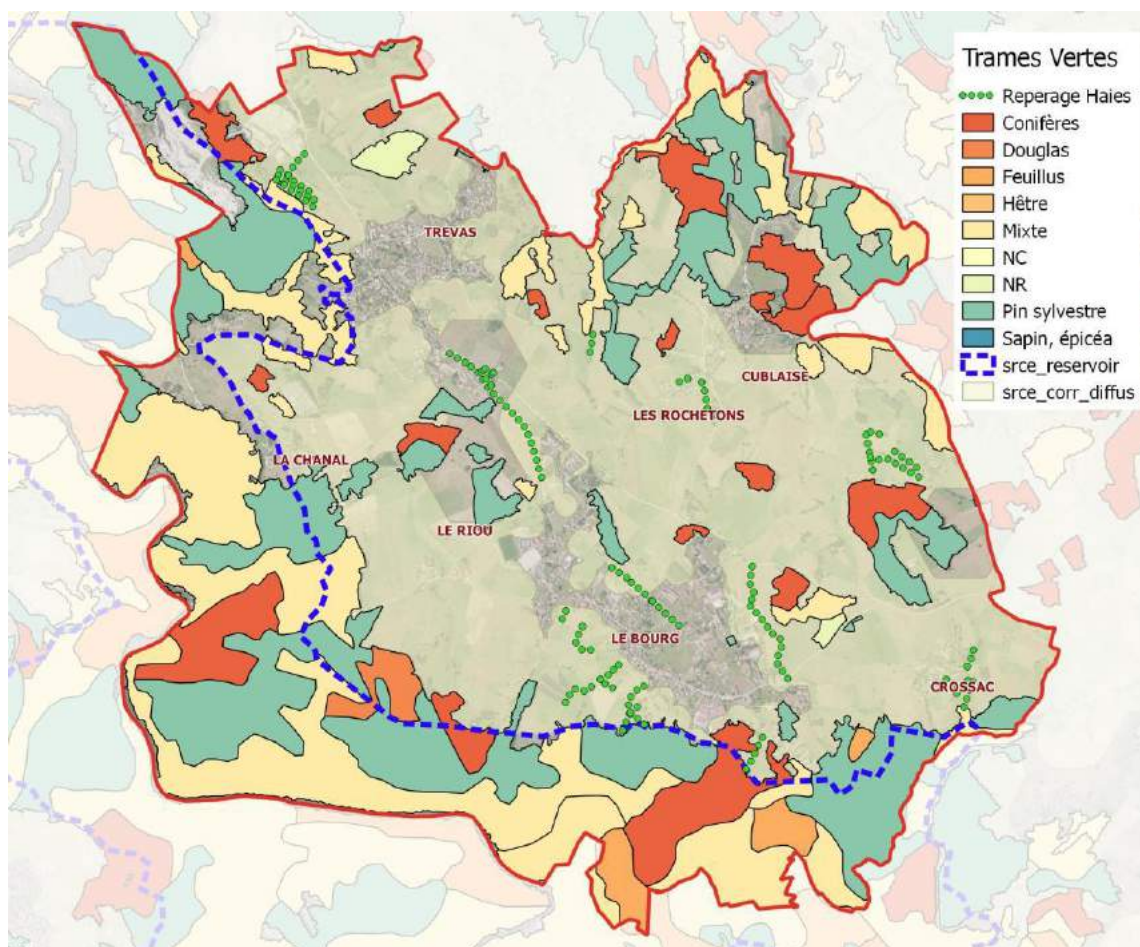 Trames Vertes
Reperage Haies
Conifères
Douglas
Feuillus
Hêtre
Mixte
NC
NR
Pin sylvestre
Sapin, épicéa
srce_reservoir
srce_corr_diffus
TREVAS
CUBLAISE
LES ROCHETONS
LA CHANAL
LE RIOU
LE BOURG
CROSSAC